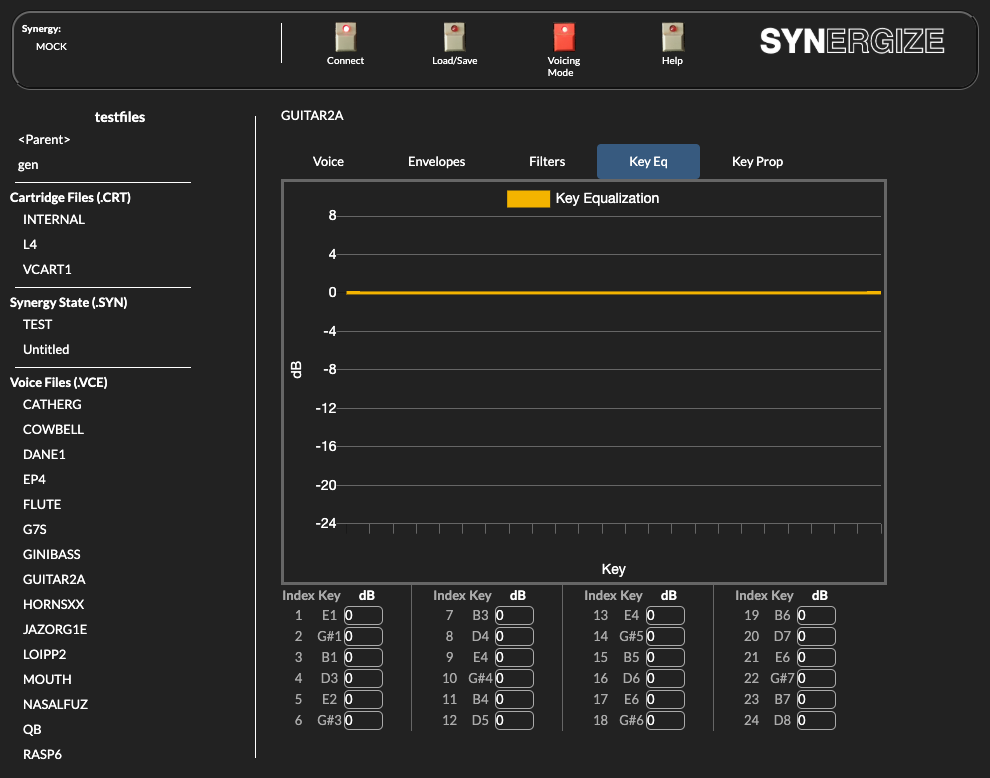 Synergy:
MOCK
Connect
Load/Save
Voicing
Mode
Help
SYNERGIZE
testfiles
<Parent>
gen
Cartridge Files (.CRT)
INTERNAL
L4
VCART1
Synergy State (.SYN)
TEST
Untitled
Voice Files (.VCE)
CATHERG
COWBELL
DANE1
EP4
FLUTE
G7S
GINIBASS
GUITAR2A
HORNSXX
JAZORG1E
LOIPP2
MOUTH
NASALFUZ
QB
RASP6
GUITAR2A
Voice Envelopes Filters Key Eq Key Prop
Key Equalization
8
4
0
-4
-8
-12
-16
-20
-24
dB
Key
Index Key dB Index Key dB Index Key dB Index Key dB
1 E1 0 7 B3 0 13 E4 0 19 B6 0
2 G#1 0 8 D4 0 14 G#5 0 20 D7 0
3 B1 0 9 E4 0 15 B5 0 21 E6 0
4 D3 0 10 G#4 0 16 D6 0 22 G#7 0
5 E2 0 11 B4 0 17 E6 0 23 B7 0
6 G#3 0 12 D5 0 18 G#6 0 24 D8 0